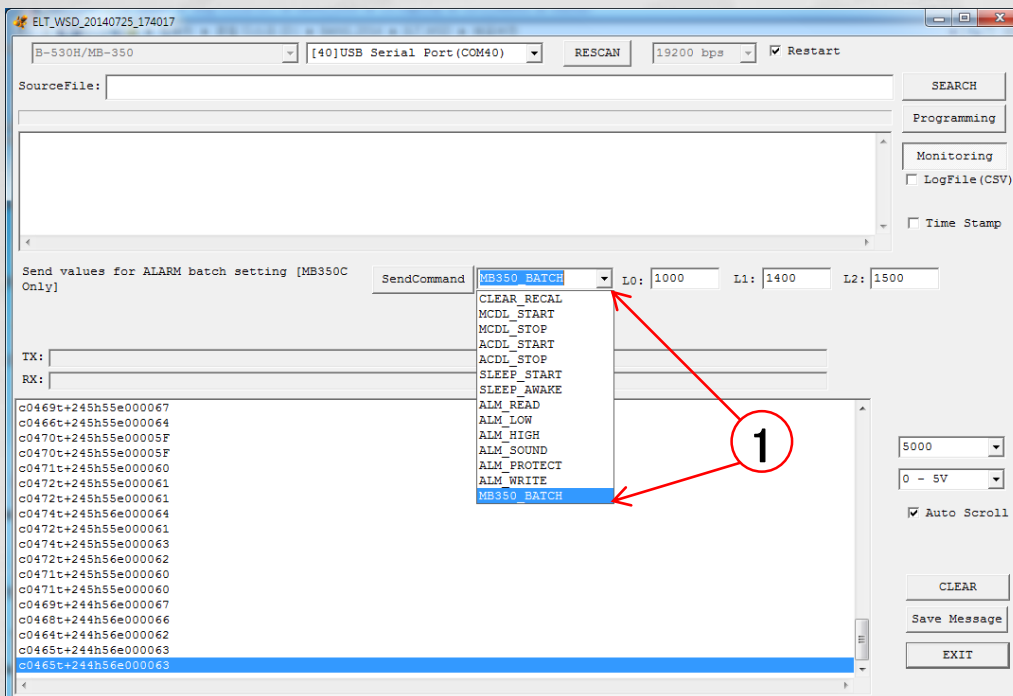 ELT_WSD_20140725_174017
B-530H/MB-350 [40]USB Serial Port(COM40) RESCAN 19200 bps Restart
SourceFile: SEARCH
Programming
Monitoring
LogFile(CSV)
Time Stamp
Send values for ALARM batch setting [MB350C
Only]
SendCommand MB350_BATCH L0: 1000 L1: 1400 L2: 1500
CLEAR_RECAL
MCDL_START
MCDL_STOP
ACDL_START
ACDL_STOP
SLEEP_START
SLEEP_AWAKE
ALM_READ
ALM_LOW
ALM_HIGH
ALM_SOUND
ALM_PROTECT
ALM_WRITE
MB350_BATCH
1
TX:
RX:
c0469t+245h55e000067
c0466t+245h55e000064
c0470t+245h55e00005F
c0470t+245h55e00005F
c0471t+245h55e000060
c0472t+245h55e000061
c0472t+245h55e000061
c0474t+245h56e000064
c0472t+245h55e000061
c0474t+245h55e000063
c0472t+245h56e000062
c0471t+245h55e000060
c0471t+245h55e000060
c0469t+244h56e000067
c0468t+244h56e000066
c0464t+244h56e000062
c0465t+244h56e000063
c0465t+244h56e000063
5000
0 - 5V
Auto Scroll
CLEAR
Save Message
EXIT